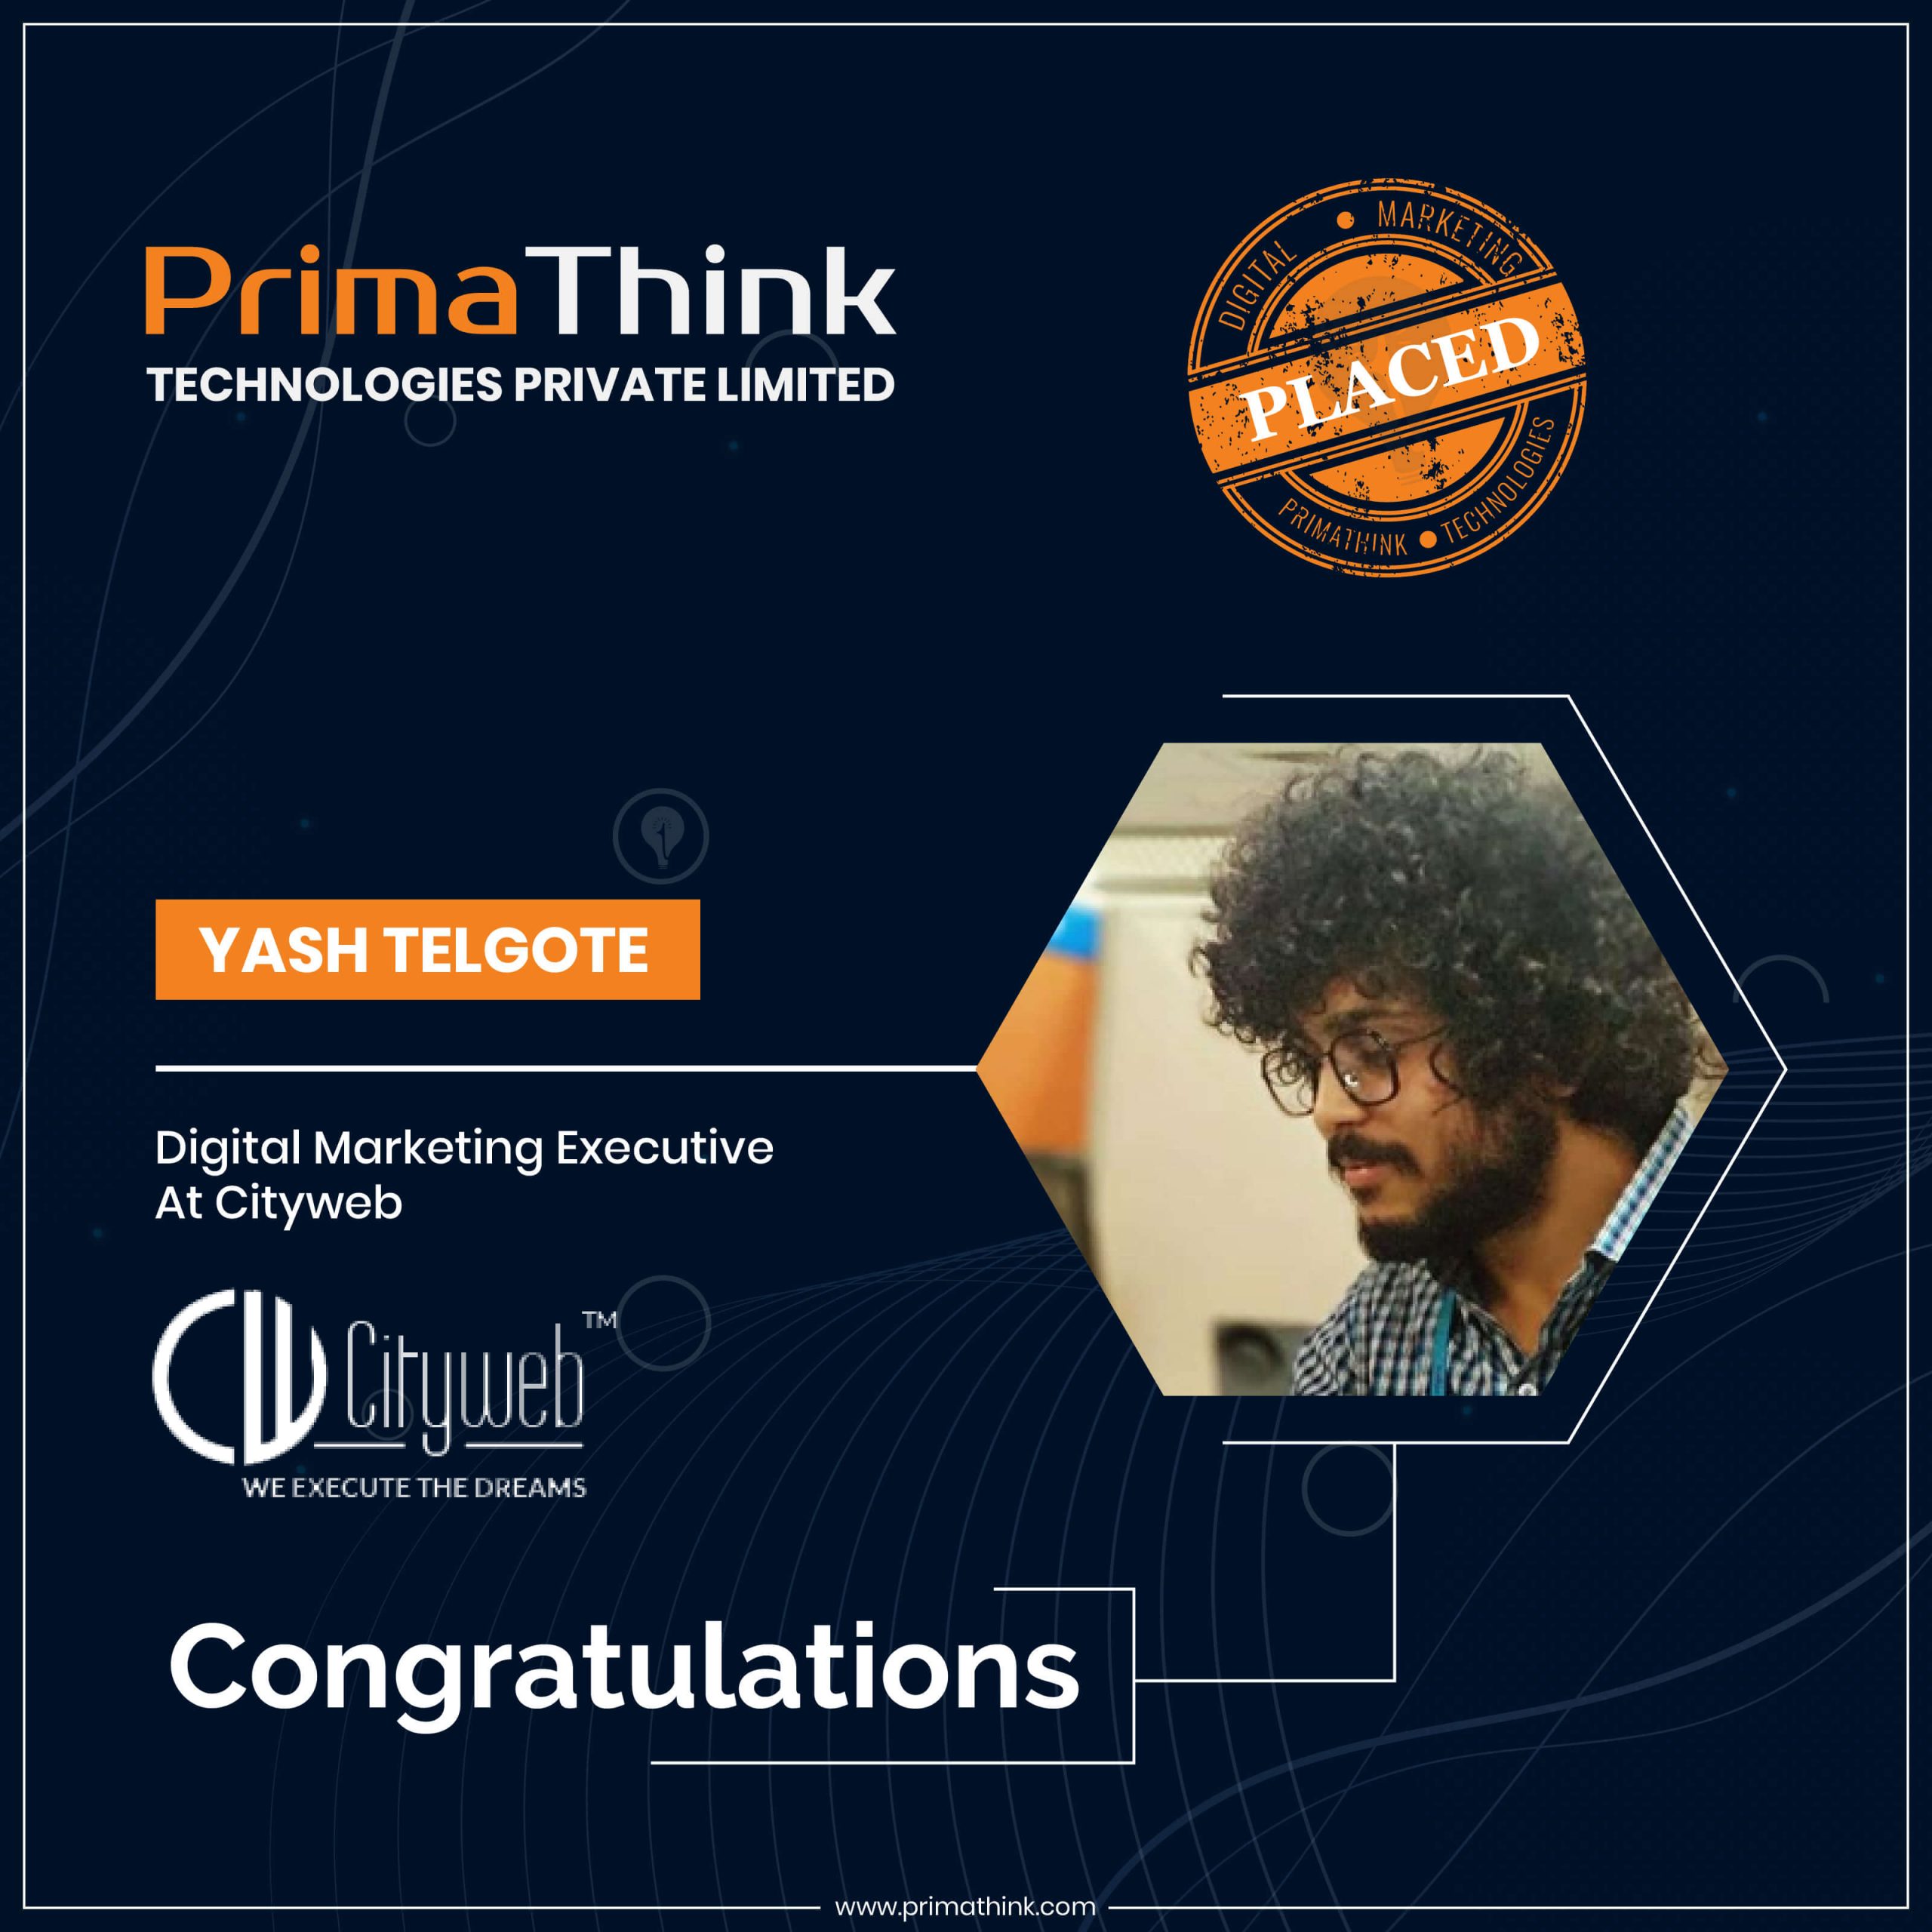 PrimaThink
TECHNOLOGIES PRIVATE LIMITED
DIGITAL • MARKETING
PLACED
PRIMATHINK • TECHNOLOGIES
YASH TELGOTE
Digital Marketing Executive
At Cityweb
CW Cityweb™
WE EXECUTE THE DREAMS
Congratulations
www.primathink.com